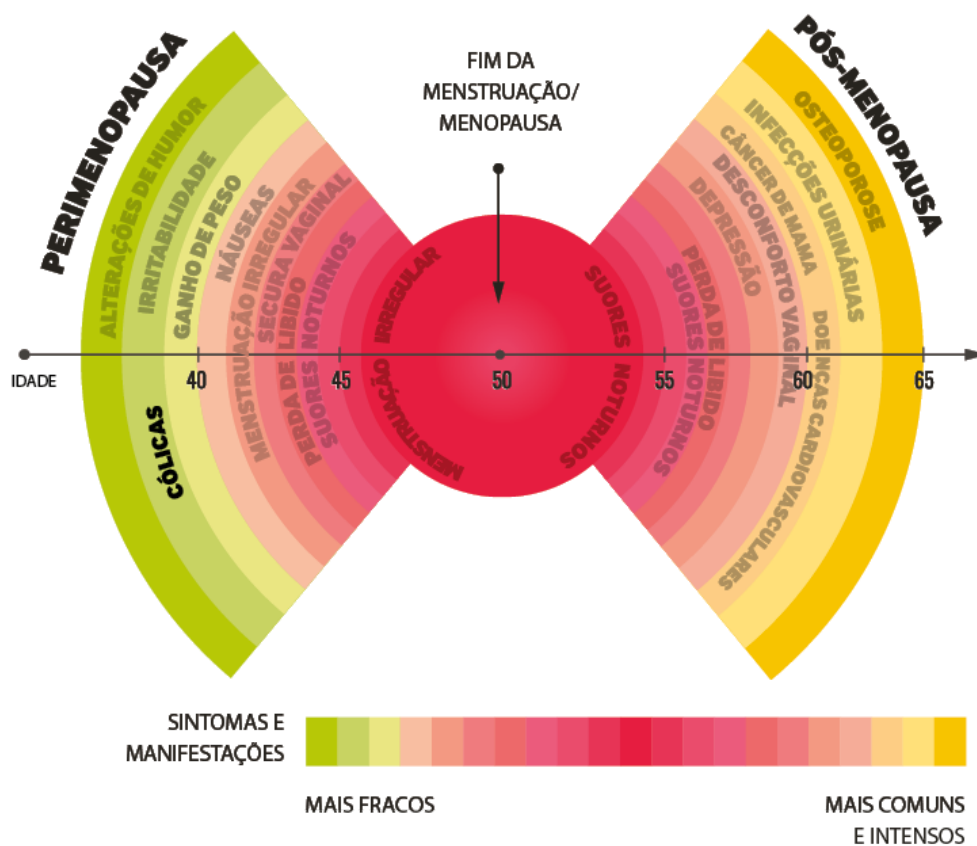 PERIMENOPAUSA
PÓS-MENOPAUSA
FIM DA
MENSTRUAÇÃO/
MENOPAUSA
ALTERAÇÕES DE HUMOR
IRRITABILIDADE
CÓLICAS
GANHO DE PESO
NÁUSEAS
MENSTRUAÇÃO IRREGULAR
SECURA VAGINAL
PERDA DE LIBIDO
SUORES NOTURNOS
MENSTRUAÇÃO IRREGULAR
SUORES NOTURNOS
SUORES NOTURNOS
PERDA DE LIBIDO
DEPRESSÃO
DESCONFORTO VAGINAL
CÂNCER DE MAMA
DOENÇAS CARDIOVASCULARES
INFECÇÕES URINÁRIAS
OSTEOPOROSE
IDADE
40
45
50
55
60
65
SINTOMAS E
MANIFESTAÇÕES
MAIS FRACOS
MAIS COMUNS
E INTENSOS